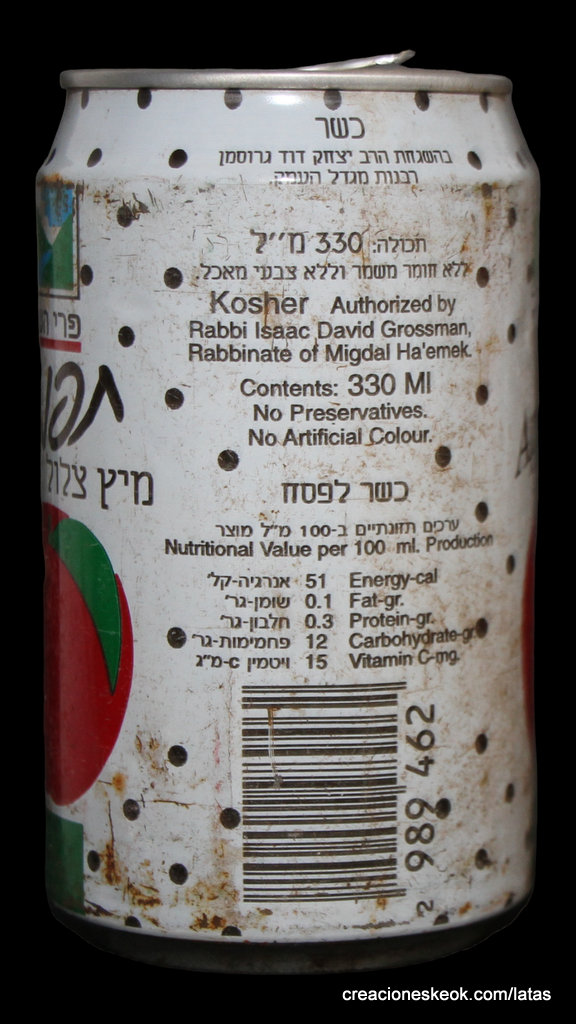 כשר
בהשגחת הרב יצחק דוד גרוסמן
רבנות מגדל העמק
תכולה: 330 מ״ל
ללא חומר משמר וללא צבעי מאכל.
Kosher Authorized by
Rabbi Isaac David Grossman,
Rabbinate of Migdal Ha'emek.
Contents: 330 Ml
No Preservatives.
No Artificial Colour.
כשר לפסח
ערכים תזונתיים ב-100 מ״ל מוצר
Nutritional Value per 100 ml. Production
אנרגיה-קל׳ 51 Energy-cal
שומן-גר׳ 0.1 Fat-gr.
חלבון-גר׳ 0.3 Protein-gr.
פחמימות-גר׳ 12 Carbohydrate-gr.
ויטמין c-מ״ג 15 Vitamin C-mg.
2 989 462
פרי
מיץ צלול
creacioneskeok.com/latas